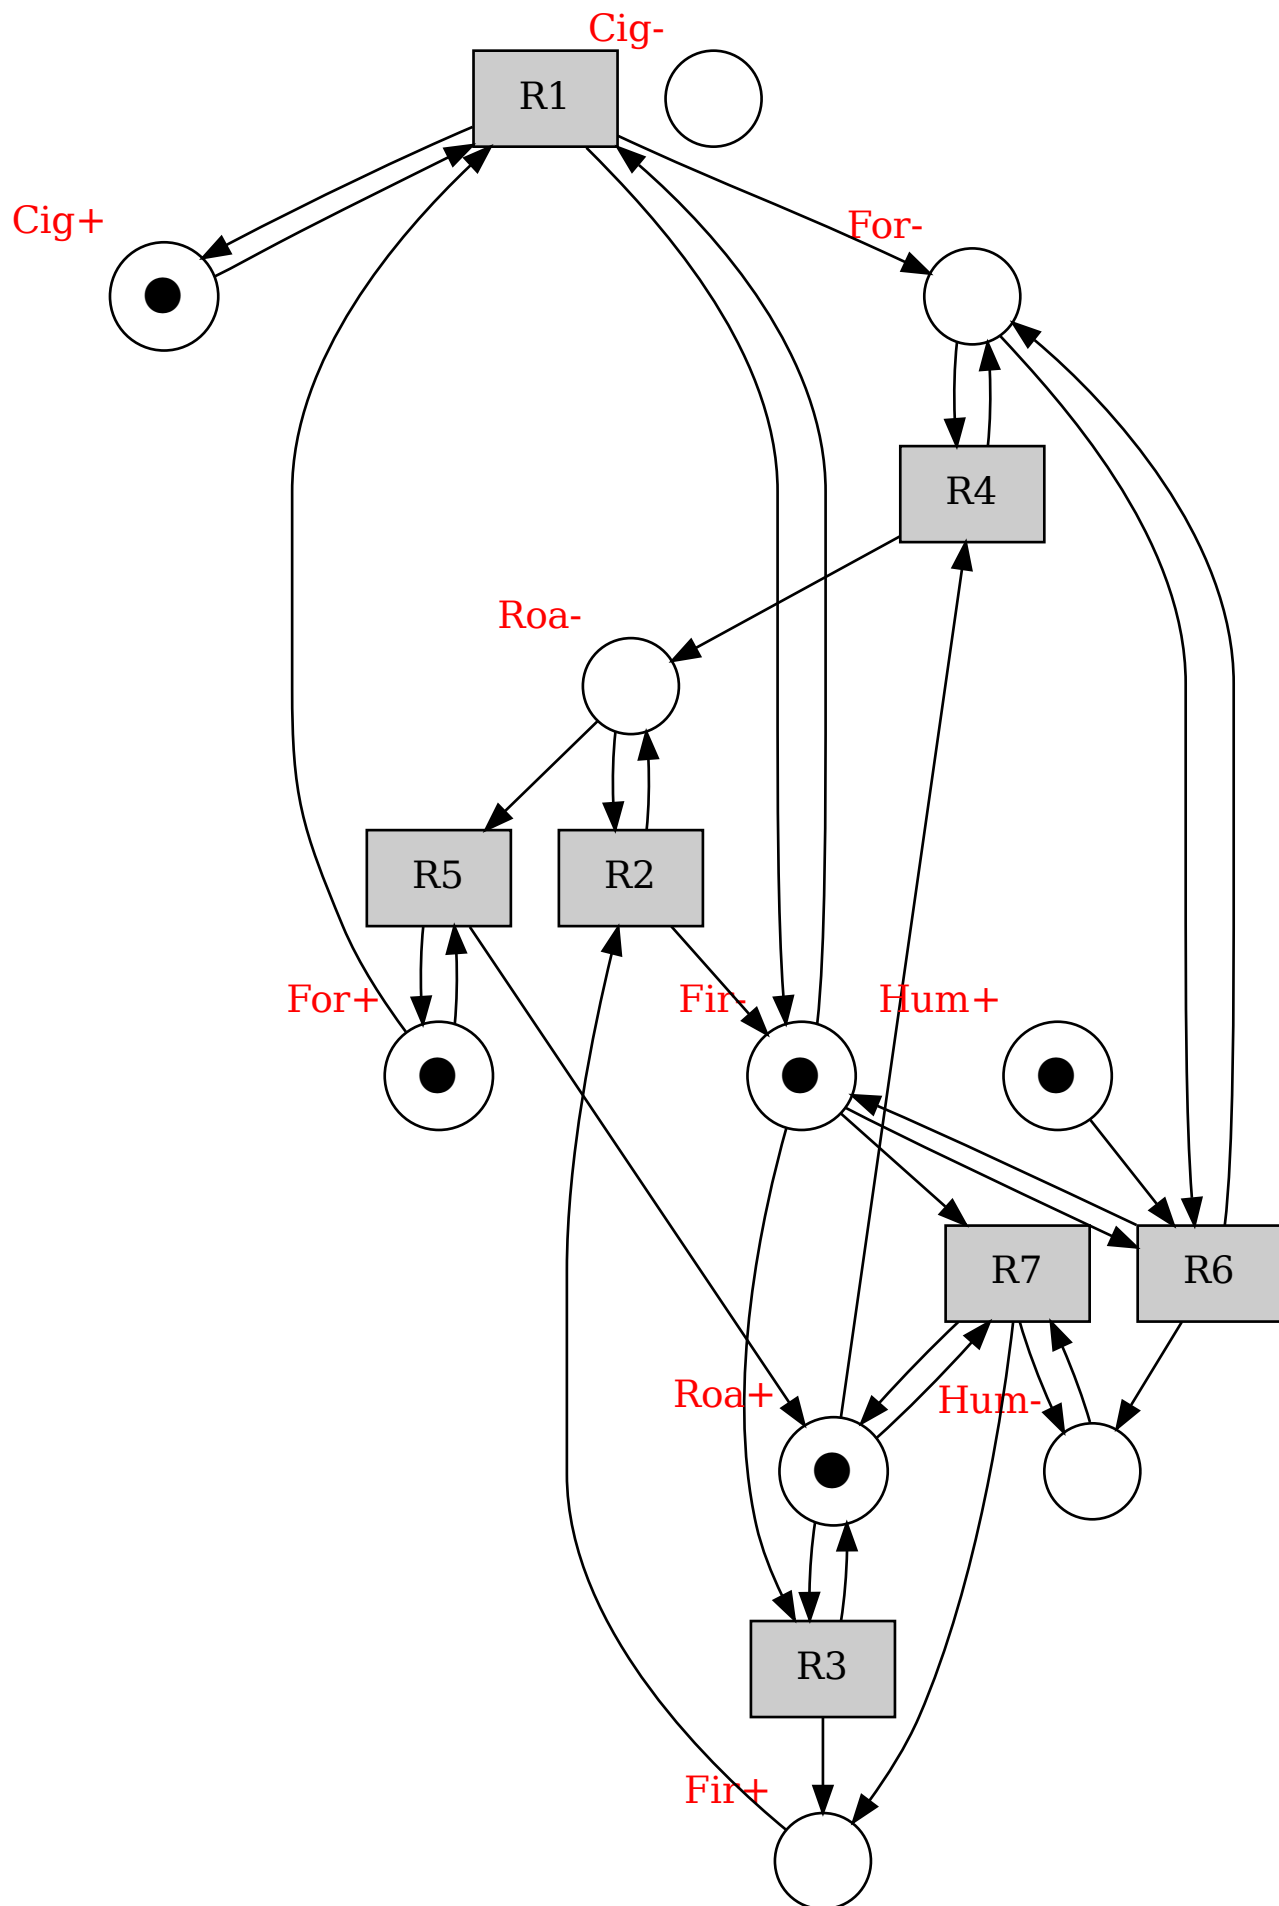 Cig-
R1
Cig+
For-
R4
Roa-
R5
R2
For+
Fir-
Hum+
R7
R6
Roa+
Hum-
R3
Fir+